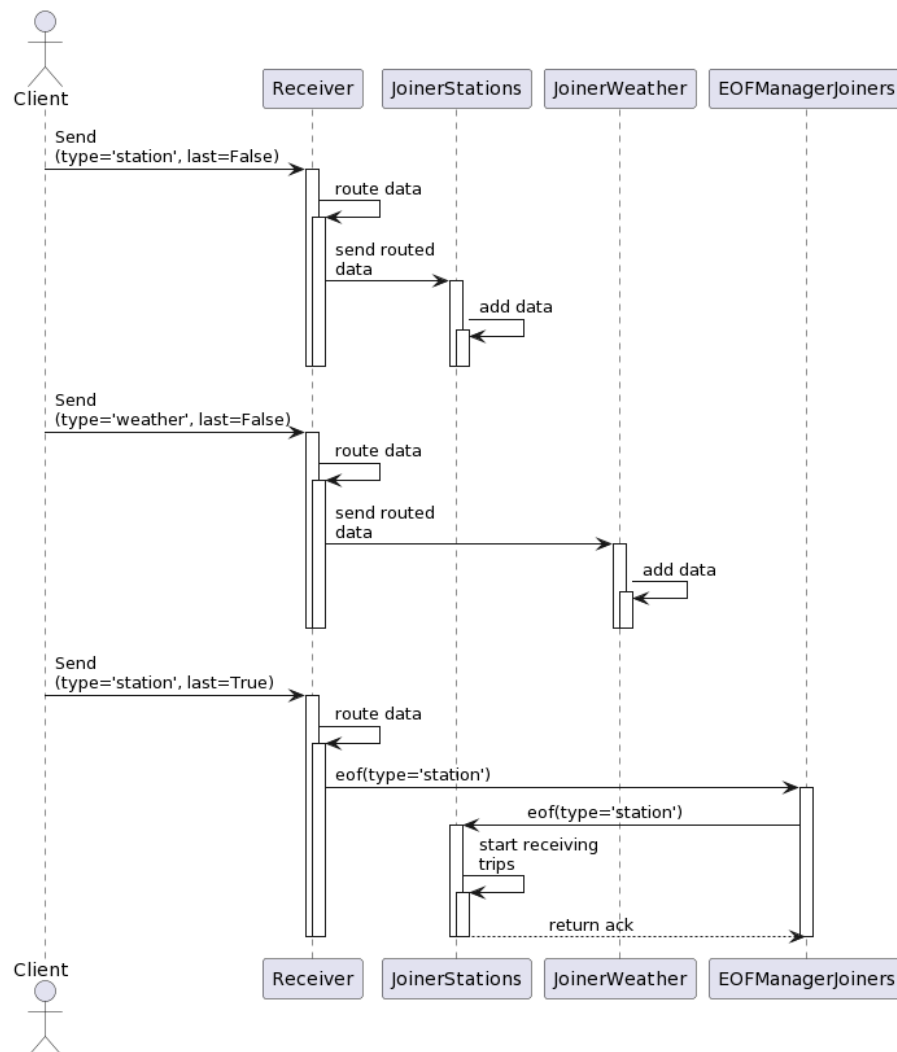 Client
Receiver
JoinerStations
JoinerWeather
EOFManagerJoiners
Send
(type='station', last=False)
route data
send routed
data
add data
Send
(type='weather', last=False)
route data
send routed
data
add data
Send
(type='station', last=True)
route data
eof(type='station')
eof(type='station')
start receiving
trips
return ack
Client
Receiver
JoinerStations
JoinerWeather
EOFManagerJoiners